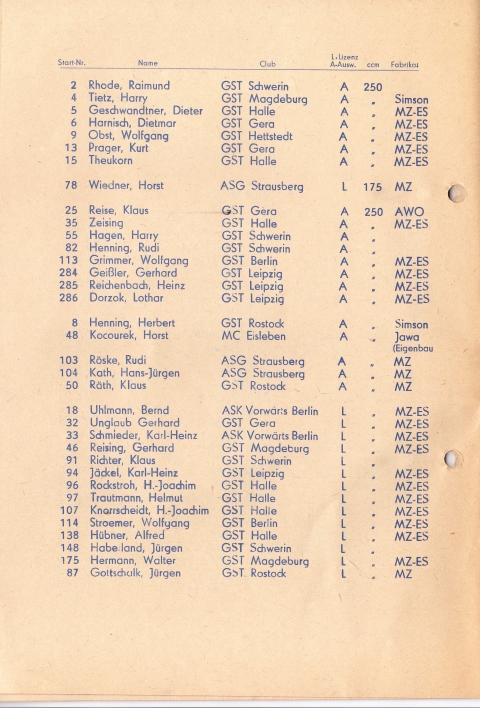 Start-Nr. Name Club L-Lizenz A-Ausw. ccm Fabrikat
2 Rhode, Raimund GST Schwerin A 250
4 Tietz, Harry GST Magdeburg A „ Simson
5 Geschwandtner, Dieter GST Halle A „ MZ-ES
6 Harnisch, Dietmar GST Gera A „ MZ-ES
9 Obst, Wolfgang GST Hettstedt A „ MZ-ES
13 Prager, Kurt GST Gera A „ MZ-ES
15 Theukorn GST Halle A „ MZ-ES
78 Wiedner, Horst ASG Strausberg L 175 MZ
25 Reise, Klaus GST Gera A 250 AWO
35 Zeising GST Halle A „ MZ-ES
55 Hagen, Harry GST Schwerin A „
82 Henning, Rudi GST Schwerin A „
113 Grimmer, Wolfgang GST Berlin A „ MZ-ES
284 Geißler, Gerhard GST Leipzig A „ MZ-ES
285 Reichenbach, Heinz GST Leipzig A „ MZ-ES
286 Dorzok, Lothar GST Leipzig A „ MZ-ES
8 Henning, Herbert GST Rostock A „ Simson
48 Kocourek, Horst MC Eisleben A „ Jawa
(Eigenbau
103 Röske, Rudi ASG Strausberg A „ MZ
104 Kath, Hans-Jürgen ASG Strausberg A „ MZ
50 Räth, Klaus GST Rostock A „ MZ
18 Uhlmann, Bernd ASK Vorwärts Berlin L „ MZ-ES
32 Unglaub Gerhard GST Gera L „ MZ-ES
33 Schmieder, Karl-Heinz ASK Vorwärts Berlin L „ MZ-ES
46 Reising, Gerhard GST Magdeburg L „ MZ-ES
91 Richter, Klaus GST Schwerin L „
94 Jäckel, Karl-Heinz GST Leipzig L „ MZ-ES
96 Rockstroh, H.-Joachim GST Halle L „ MZ-ES
97 Trautmann, Helmut GST Halle L „ MZ-ES
107 Knorrscheidt, H.-Joachim GST Halle L „ MZ-ES
114 Stroemer, Wolfgang GST Berlin L „ MZ-ES
138 Hübner, Alfred GST Halle L „ MZ-ES
148 Haberland, Jürgen GST Schwerin L „
175 Hermann, Walter GST Magdeburg L „ MZ-ES
87 Gottschalk, Jürgen GST Rostock L „ MZ